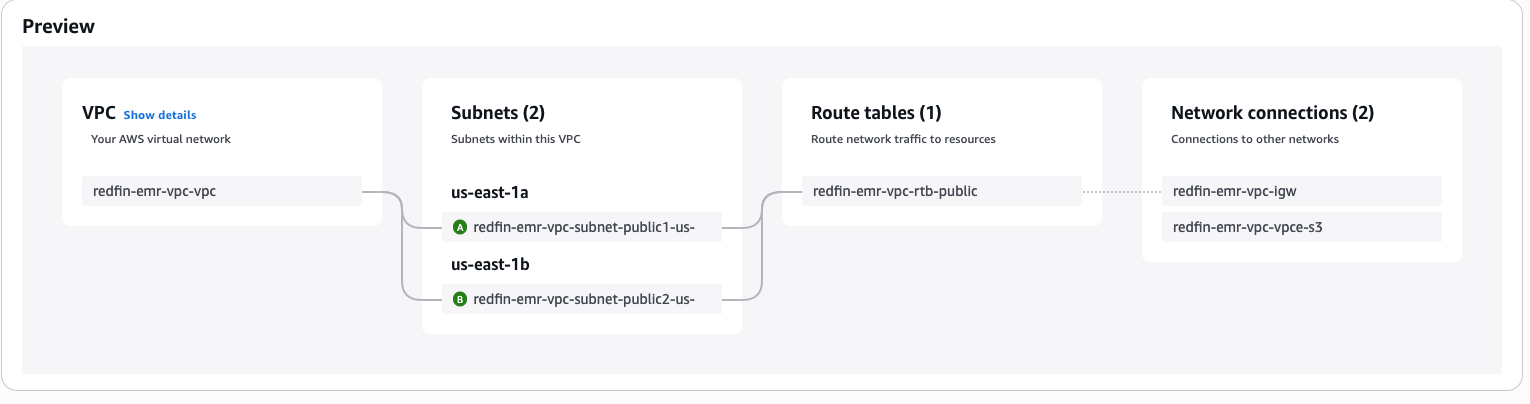 Preview
VPC Show details
Your AWS virtual network
redfin-emr-vpc-vpc
Subnets (2)
Subnets within this VPC
us-east-1a
A redfin-emr-vpc-subnet-public1-us-
us-east-1b
B redfin-emr-vpc-subnet-public2-us-
Route tables (1)
Route network traffic to resources
redfin-emr-vpc-rtb-public
Network connections (2)
Connections to other networks
redfin-emr-vpc-igw
redfin-emr-vpc-vpce-s3